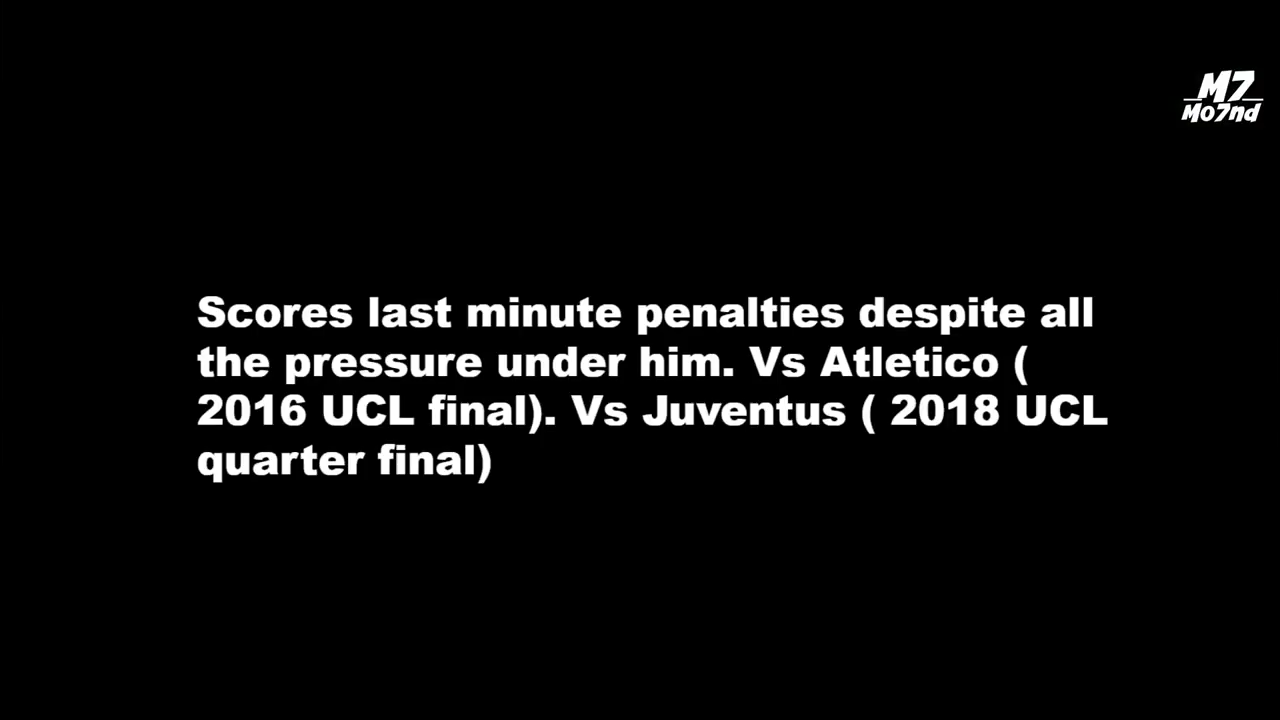 M7
Mo7nd
Scores last minute penalties despite all
the pressure under him. Vs Atletico (
2016 UCL final). Vs Juventus ( 2018 UCL
quarter final)